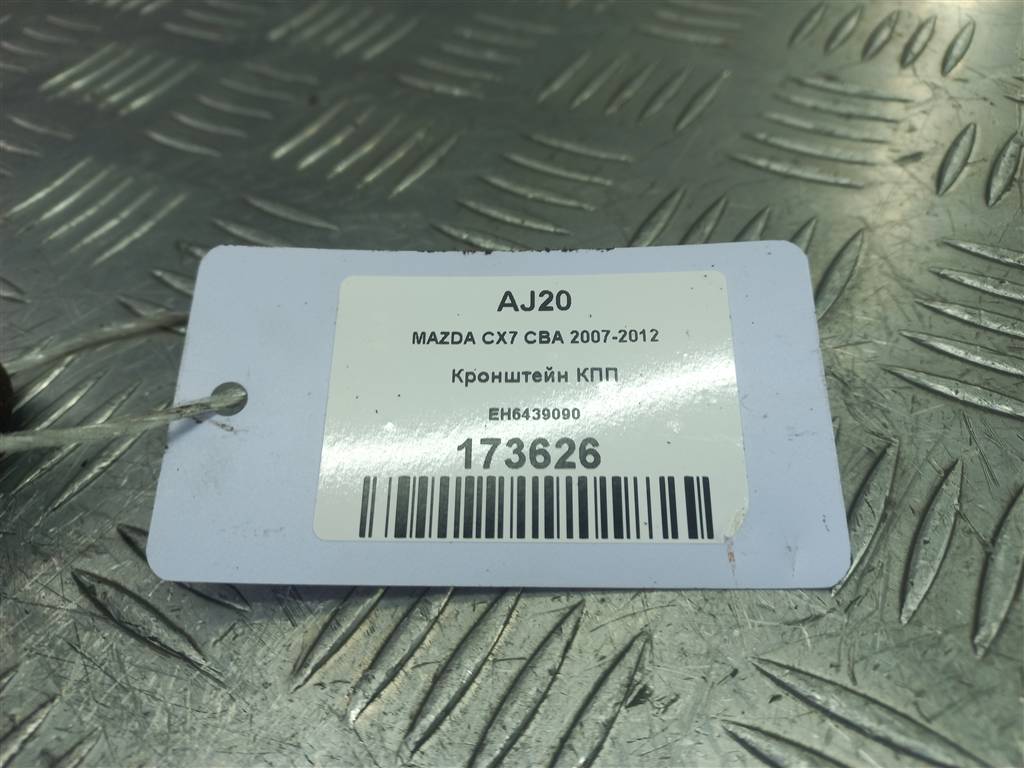 AJ20
MAZDA CX7 CBA 2007-2012
Кронштейн КПП
EH6439090
173626